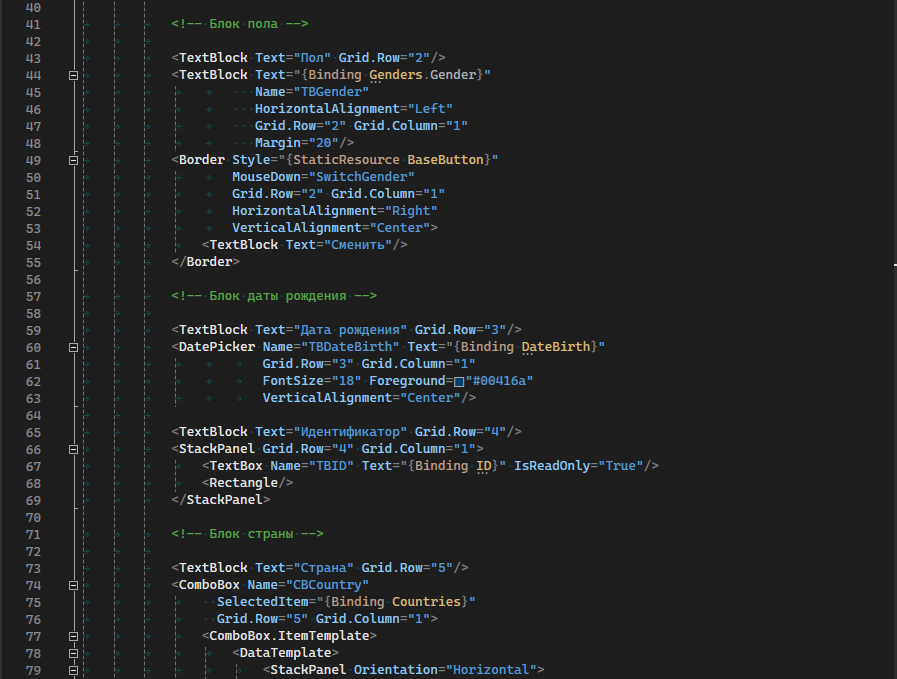 40
41 <!-- Блок пола -->
42
43 <TextBlock Text="Пол" Grid.Row="2"/>
44 <TextBlock Text="{Binding Genders.Gender}"
45 Name="TBGender"
46 HorizontalAlignment="Left"
47 Grid.Row="2" Grid.Column="1"
48 Margin="20"/>
49 <Border Style="{StaticResource BaseButton}"
50 MouseDown="SwitchGender"
51 Grid.Row="2" Grid.Column="1"
52 HorizontalAlignment="Right"
53 VerticalAlignment="Center">
54 <TextBlock Text="Сменить"/>
55 </Border>
56
57 <!-- Блок даты рождения -->
58
59 <TextBlock Text="Дата рождения" Grid.Row="3"/>
60 <DatePicker Name="TBDateBirth" Text="{Binding DateBirth}"
61 Grid.Row="3" Grid.Column="1"
62 FontSize="18" Foreground="#00416a"
63 VerticalAlignment="Center"/>
64
65 <TextBlock Text="Идентификатор" Grid.Row="4"/>
66 <StackPanel Grid.Row="4" Grid.Column="1">
67 <TextBox Name="TBID" Text="{Binding ID}" IsReadOnly="True"/>
68 <Rectangle/>
69 </StackPanel>
70
71 <!-- Блок страны -->
72
73 <TextBlock Text="Страна" Grid.Row="5"/>
74 <ComboBox Name="CBCountry"
75 SelectedItem="{Binding Countries}"
76 Grid.Row="5" Grid.Column="1">
77 <ComboBox.ItemTemplate>
78 <DataTemplate>
79 <StackPanel Orientation="Horizontal">